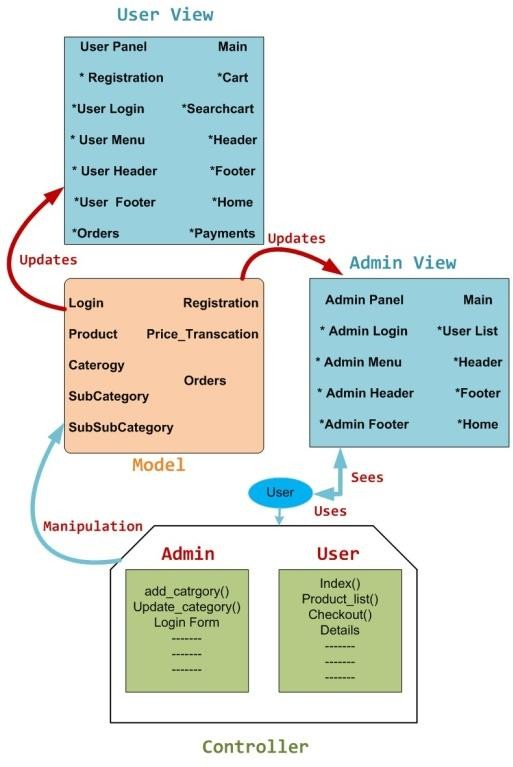 User View
User Panel Main
* Registration *Cart
*User Login *Searchcart
* User Menu *Header
* User Header *Footer
*User Footer *Home
*Orders *Payments
Updates
Updates
Admin View
Login Registration
Product Price_Transcation
Caterogy
Orders
SubCategory
SubSubCategory
Model
Admin Panel Main
* Admin Login *User List
* Admin Menu *Header
* Admin Header *Footer
*Admin Footer *Home
Sees
User
Uses
Manipulation
Admin
add_catrgory()
Update_category()
Login Form
-------
-------
-------
User
Index()
Product_list()
Checkout()
Details
-------
-------
-------
Controller